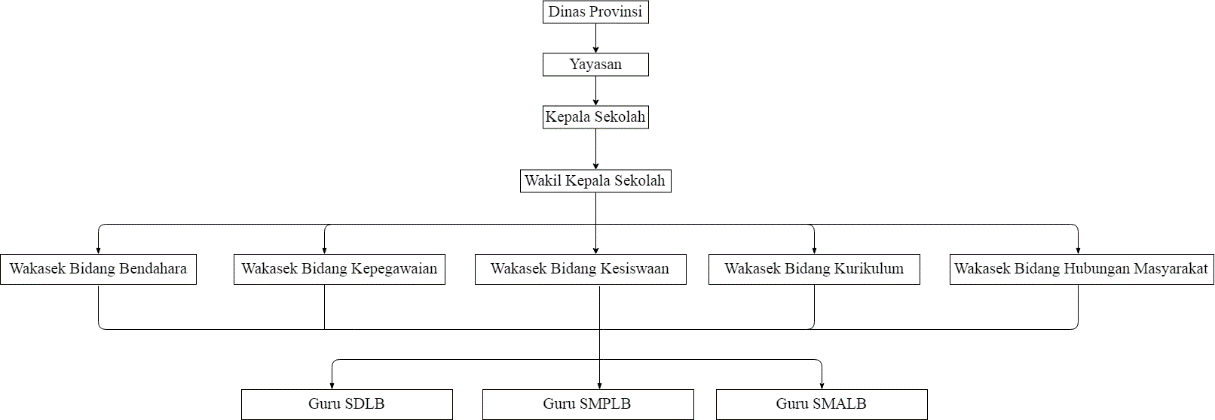 Dinas Provinsi
Yayasan
Kepala Sekolah
Wakil Kepala Sekolah
Wakasek Bidang Bendahara
Wakasek Bidang Kepegawaian
Wakasek Bidang Kesiswaan
Wakasek Bidang Kurikulum
Wakasek Bidang Hubungan Masyarakat
Guru SDLB
Guru SMPLB
Guru SMALB